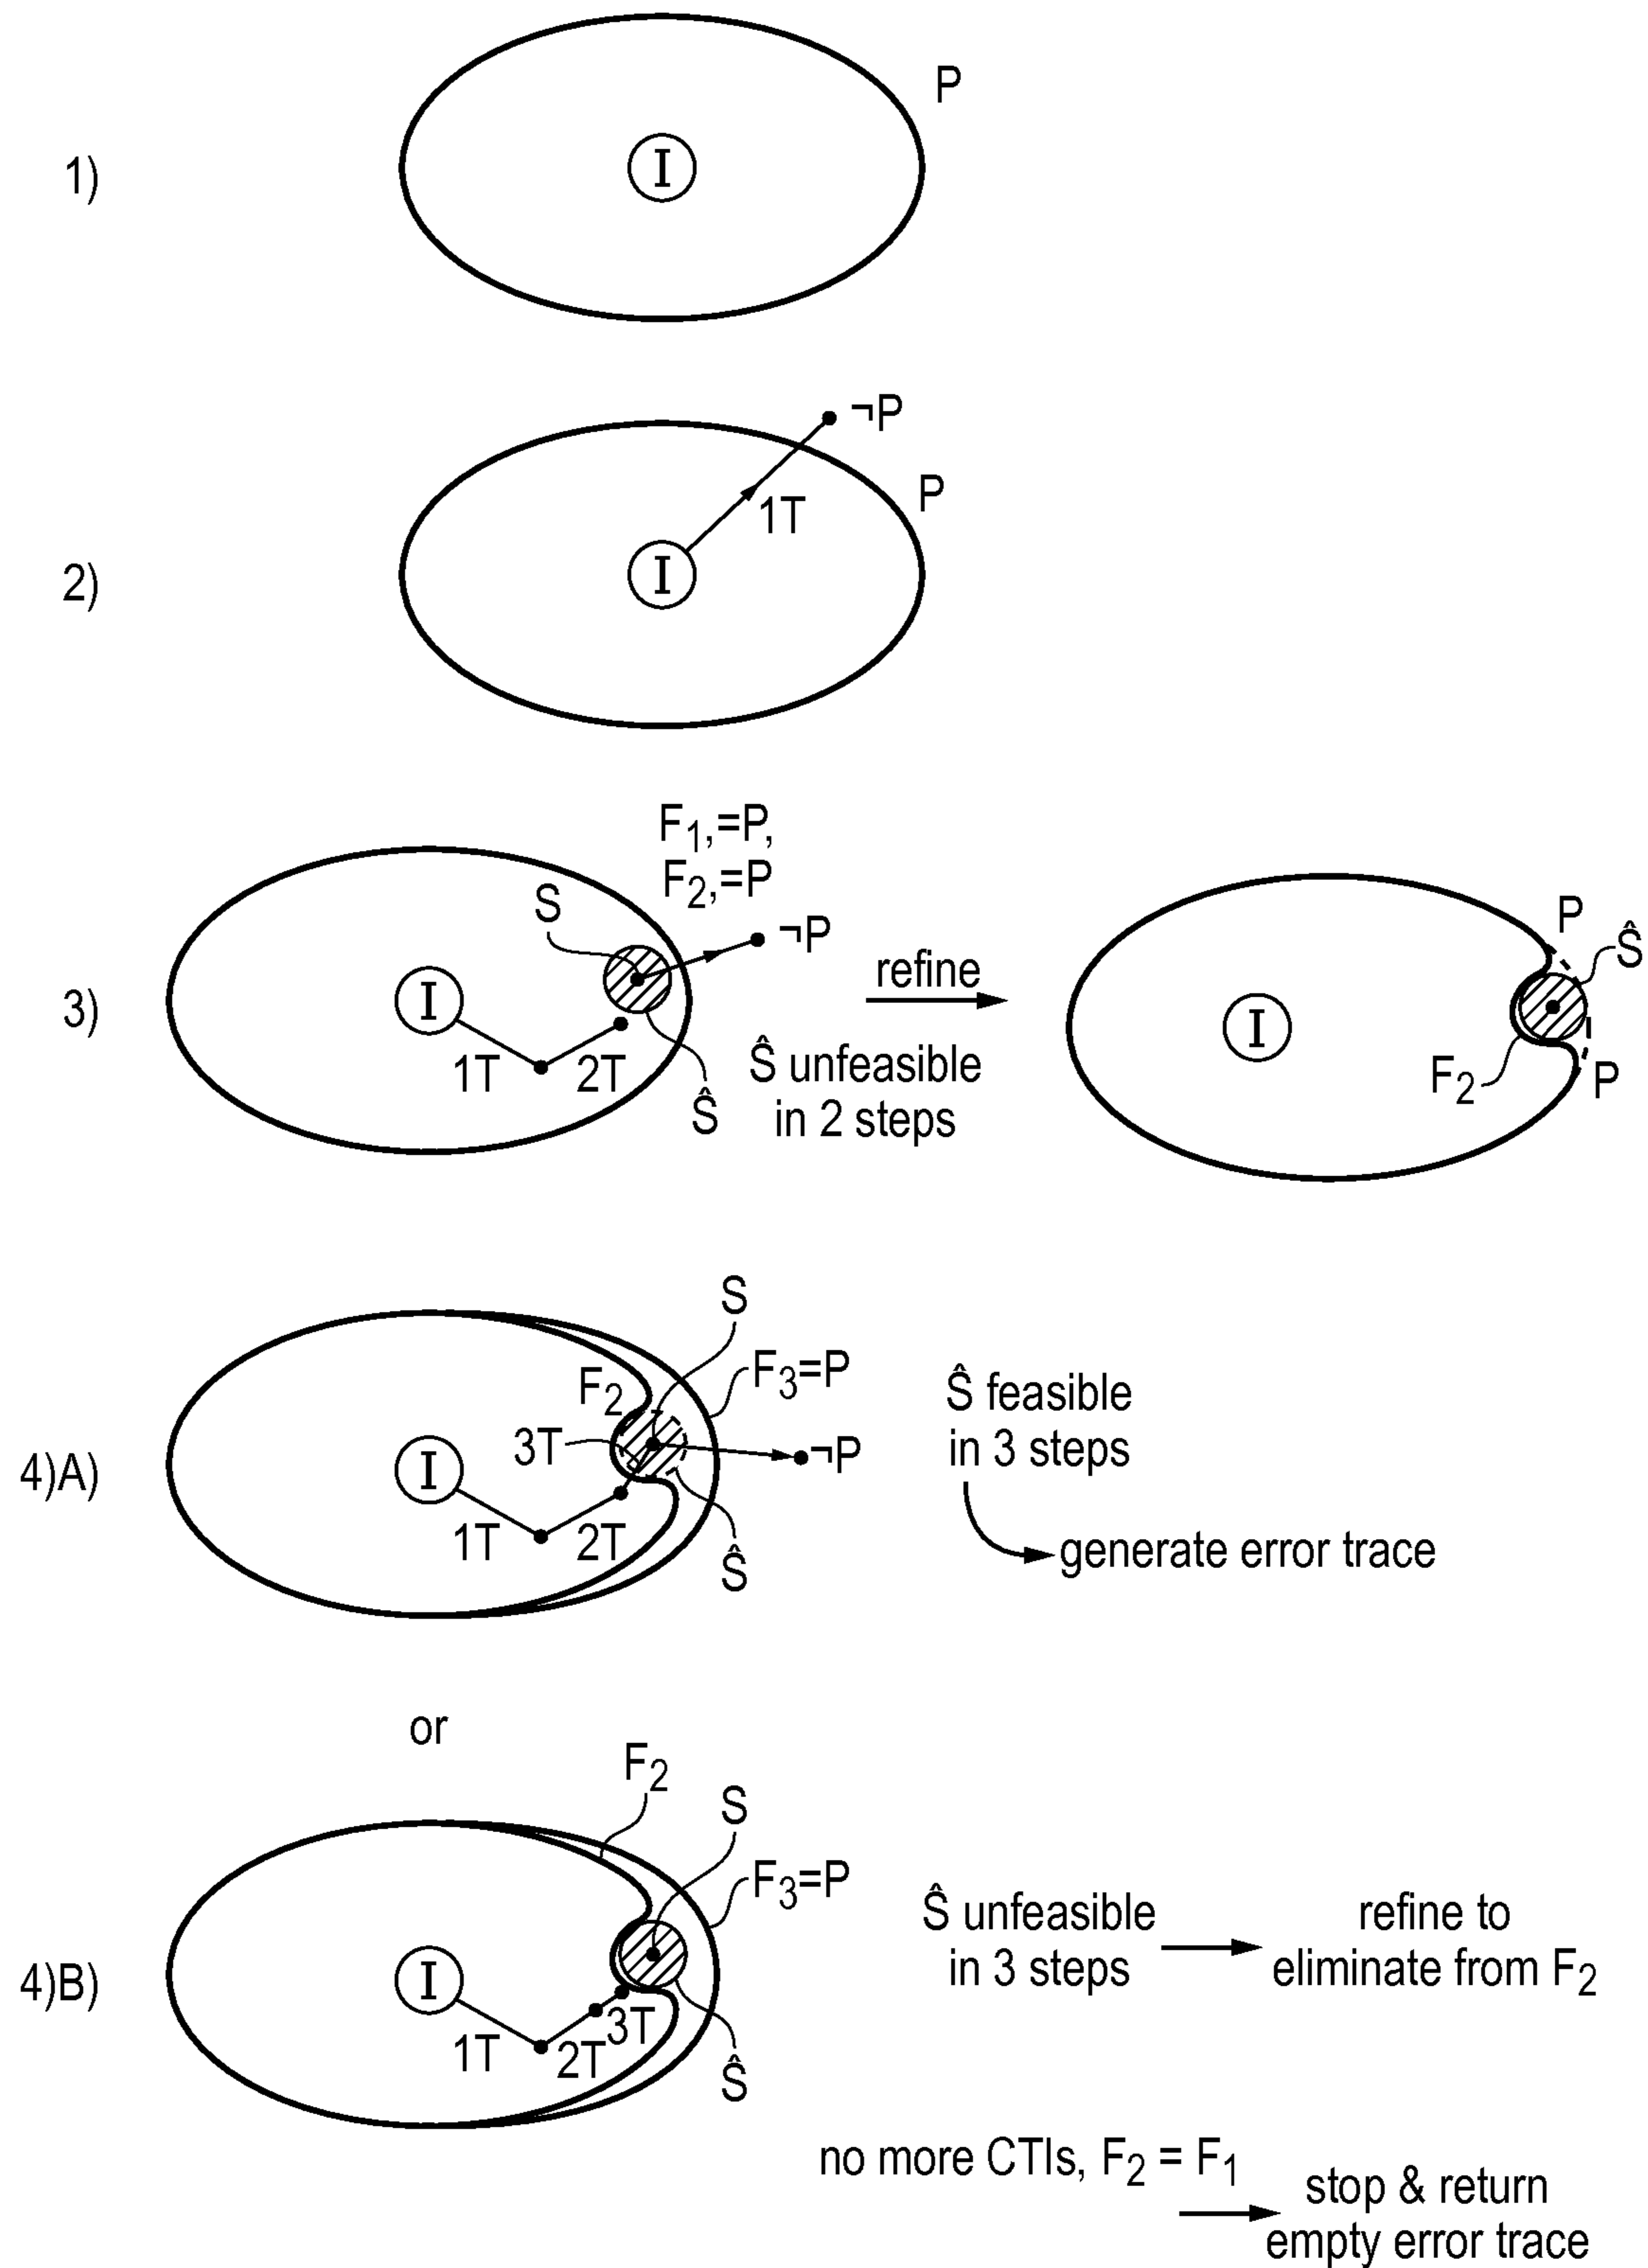 1)
P
I
2)
¬P
P
1T
I
3)
F₁,=P,
F₂,=P
S
¬P
I
1T
2T
Ŝ
refine
Ŝ unfeasible
in 2 steps
P
Ŝ
I
F₂
P
4)A)
S
F₂
F₃=P
3T
¬P
I
1T
2T
Ŝ
Ŝ feasible
in 3 steps
generate error trace
or
4)B)
F₂
S
F₃=P
I
1T
2T
3T
Ŝ
Ŝ unfeasible
in 3 steps
refine to
eliminate from F₂
no more CTIs, F₂ = F₁
stop & return
empty error trace